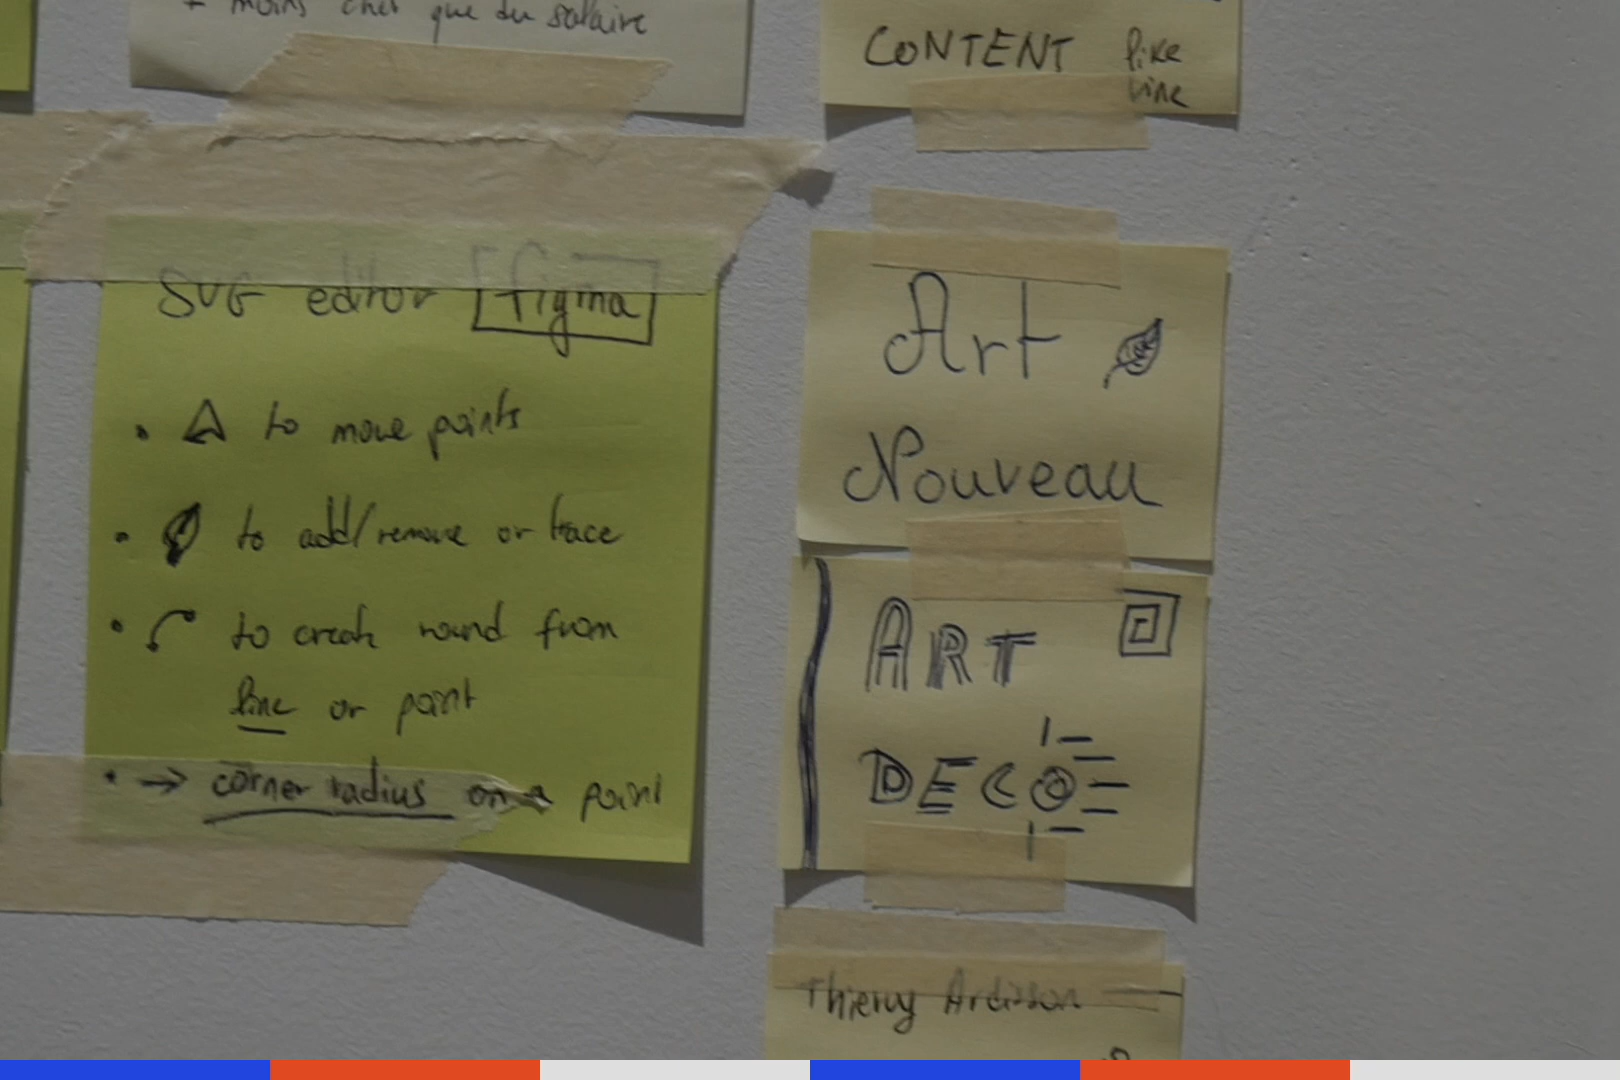 + moins cher que du salaire
CONTENT like
vine
SVG editor figma
• to move points
• to add/remove or trace
• to create round from
line or point
• → corner radius on a point
Art
Nouveau
ART
DECO
Thierry Ardisson —